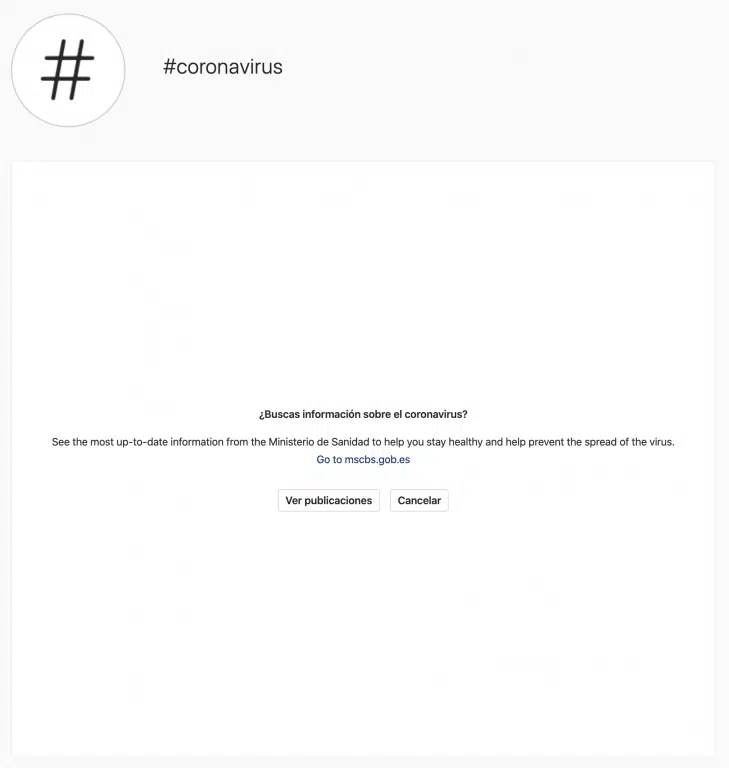 #
#coronavirus
¿Buscas información sobre el coronavirus?
See the most up-to-date information from the Ministerio de Sanidad to help you stay healthy and help prevent the spread of the virus.
Go to mscbs.gob.es
Ver publicaciones Cancelar